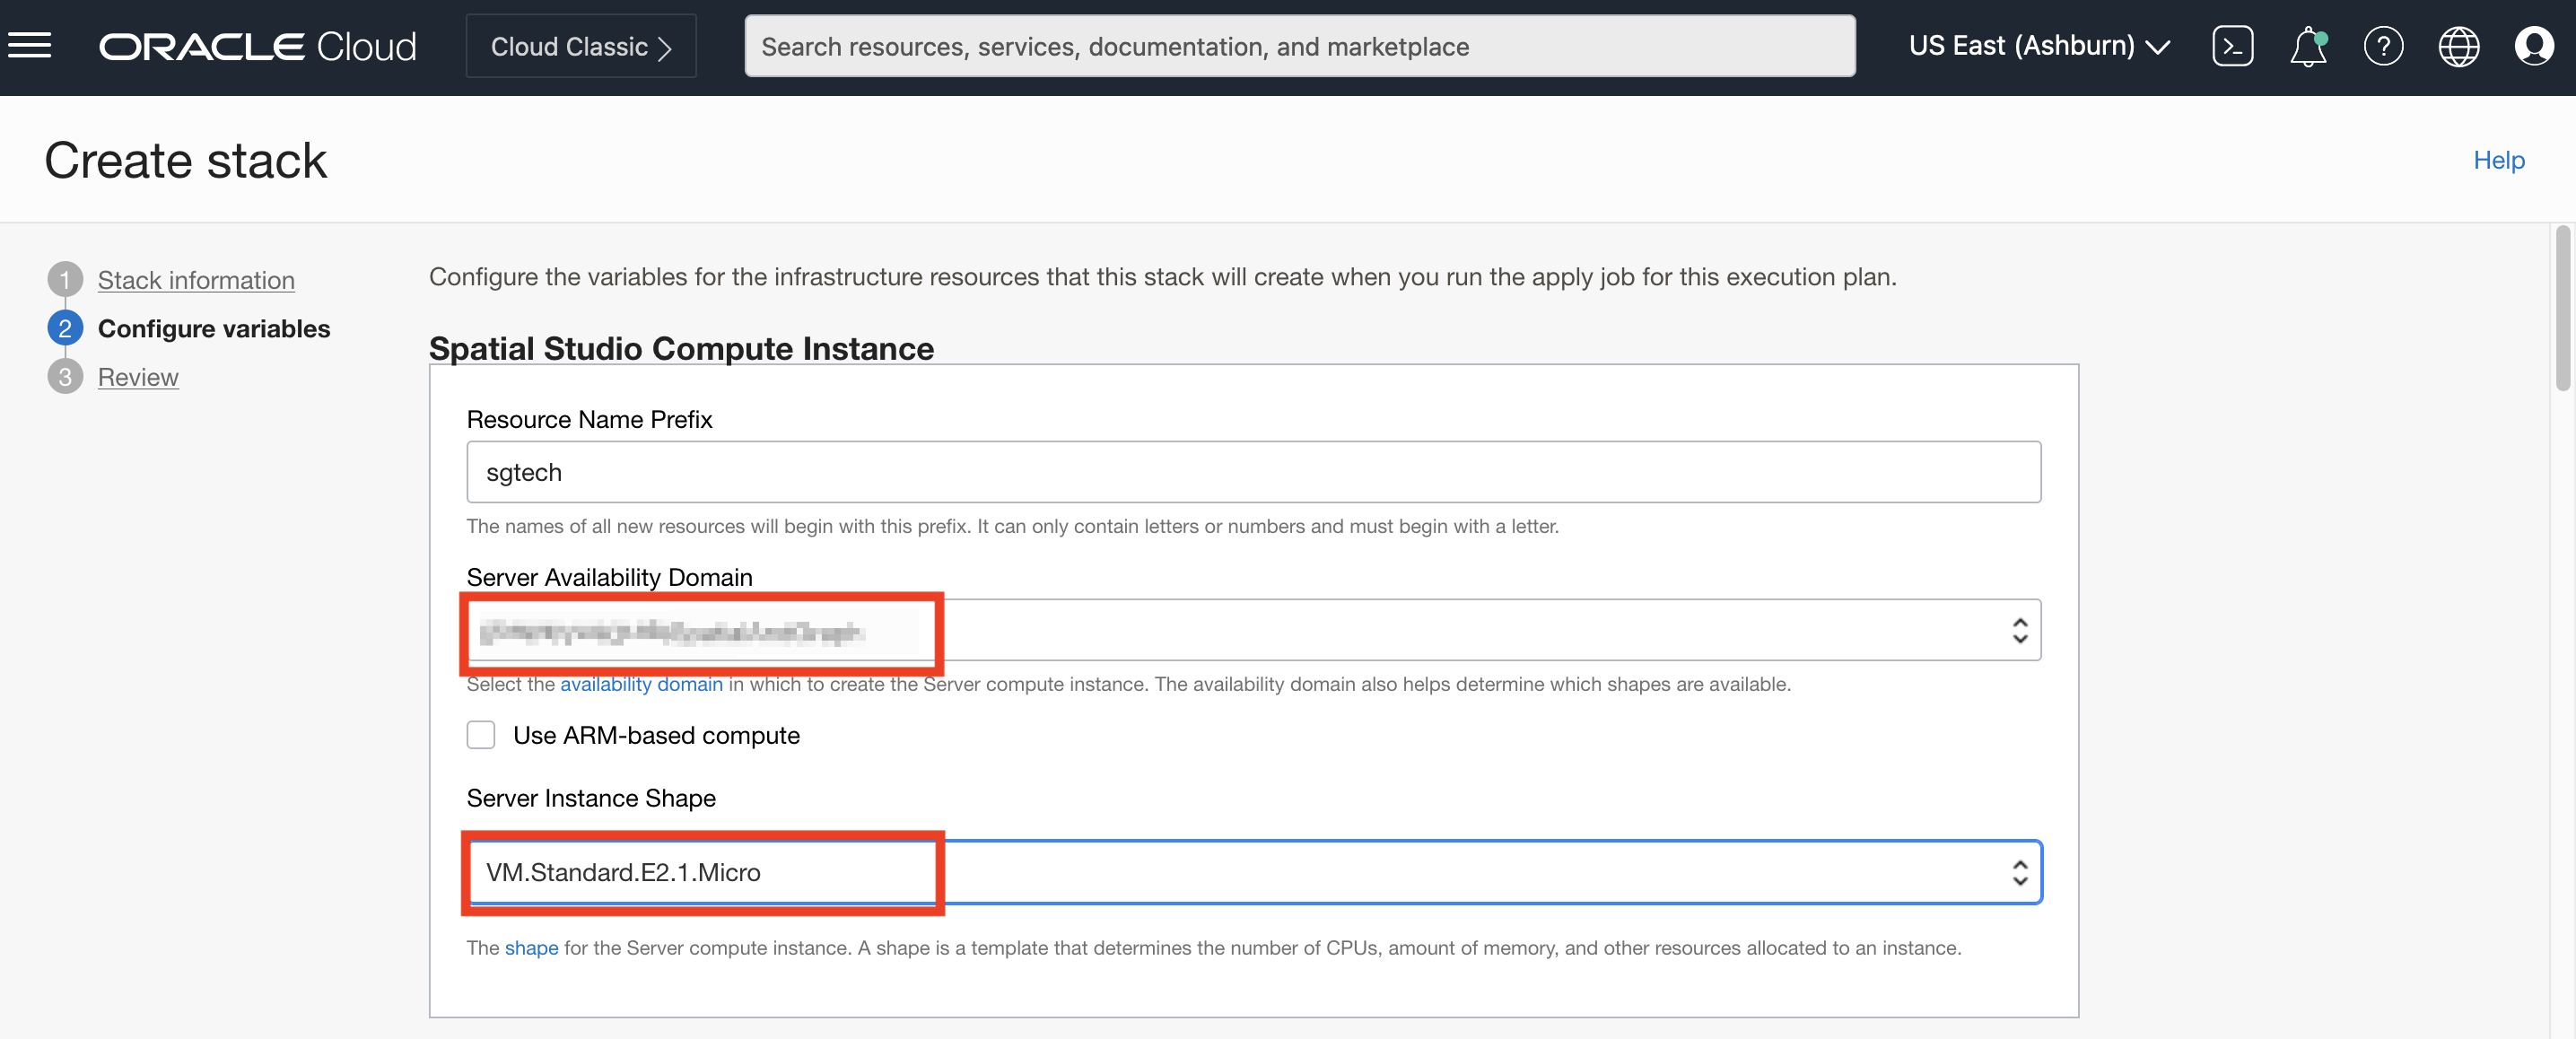 ORACLE Cloud
Cloud Classic
Search resources, services, documentation, and marketplace
US East (Ashburn)
Create stack
Help
1 Stack information
2 Configure variables
3 Review
Configure the variables for the infrastructure resources that this stack will create when you run the apply job for this execution plan.
Spatial Studio Compute Instance
Resource Name Prefix
sgtech
The names of all new resources will begin with this prefix. It can only contain letters or numbers and must begin with a letter.
Server Availability Domain
Select the availability domain in which to create the Server compute instance. The availability domain also helps determine which shapes are available.
Use ARM-based compute
Server Instance Shape
VM.Standard.E2.1.Micro
The shape for the Server compute instance. A shape is a template that determines the number of CPUs, amount of memory, and other resources allocated to an instance.